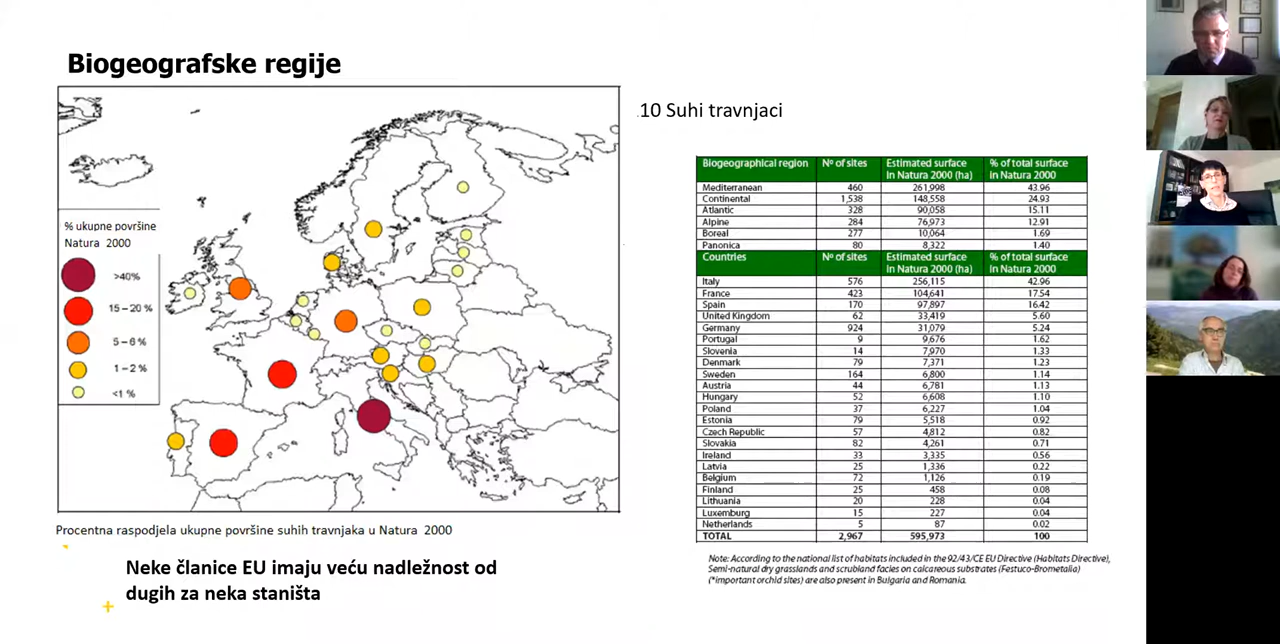 Biogeografske regije
10 Suhi travnjaci
% ukupne površine
Natura 2000
>40%
15 – 20 %
5 – 6 %
1 – 2 %
<1 %
Procentna raspodjela ukupne površine suhih travnjaka u Natura 2000
Neke članice EU imaju veću nadležnost od
dugih za neka staništa
Biogeographical region Nº of sites Estimated surface in Natura 2000 (ha) % of total surface in Natura 2000
Mediterranean 460 261,998 43.96
Continental 1,538 148,558 24.93
Atlantic 328 90,058 15.11
Alpine 284 76,973 12.91
Boreal 277 10,064 1.69
Panonica 80 8,322 1.40
Countries Nº of sites Estimated surface in Natura 2000 (ha) % of total surface in Natura 2000
Italy 576 256,115 42.96
France 423 104,641 17.54
Spain 170 97,897 16.42
United Kingdom 62 33,419 5.60
Germany 924 31,079 5.24
Portugal 9 9,676 1.62
Slovenia 14 7,970 1.33
Denmark 79 7,371 1.23
Sweden 164 6,800 1.14
Austria 44 6,781 1.13
Hungary 52 6,608 1.10
Poland 37 6,227 1.04
Estonia 79 5,518 0.92
Czech Republic 57 4,812 0.82
Slovakia 82 4,261 0.71
Ireland 33 3,335 0.56
Latvia 25 1,336 0.22
Belgium 72 1,126 0.19
Finland 25 458 0.08
Lithuania 20 228 0.04
Luxemburg 15 227 0.04
Netherlands 5 87 0.02
TOTAL 2,967 595,973 100
Note: According to the national list of habitats included in the 92/43/CE EU Directive (Habitats Directive),
Semi-natural dry grasslands and scrubland facies on calcareous substrates (Festuco-Brometalia)
(*important orchid sites) are also present in Bulgaria and Romania.